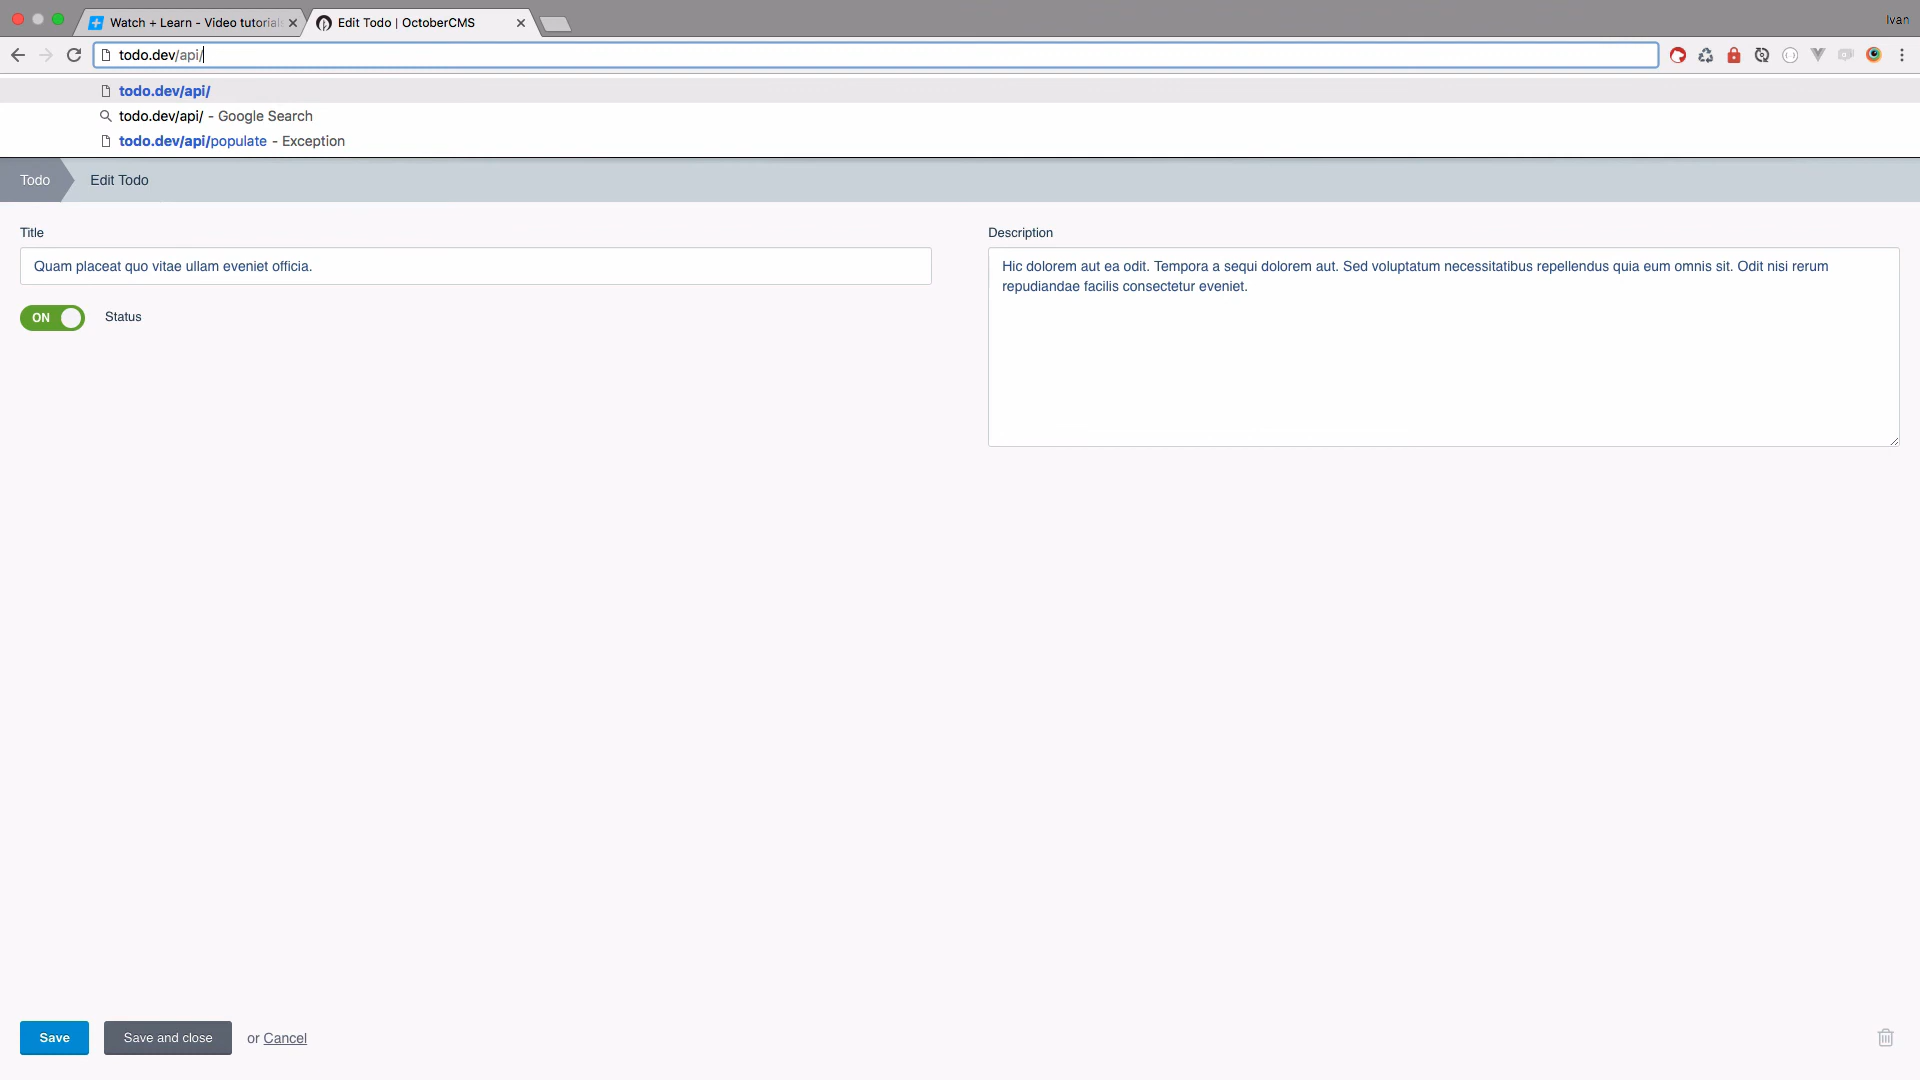 Watch + Learn - Video tutorial
Edit Todo | OctoberCMS
Ivan
todo.dev/api/
todo.dev/api/
todo.dev/api/ - Google Search
todo.dev/api/populate - Exception
Todo
Edit Todo
Title
Description
Quam placeat quo vitae ullam eveniet officia.
Hic dolorem aut ea odit. Tempora a sequi dolorem aut. Sed voluptatum necessitatibus repellendus quia eum omnis sit. Odit nisi rerum
repudiandae facilis consectetur eveniet.
ON
Status
Save
Save and close
or Cancel